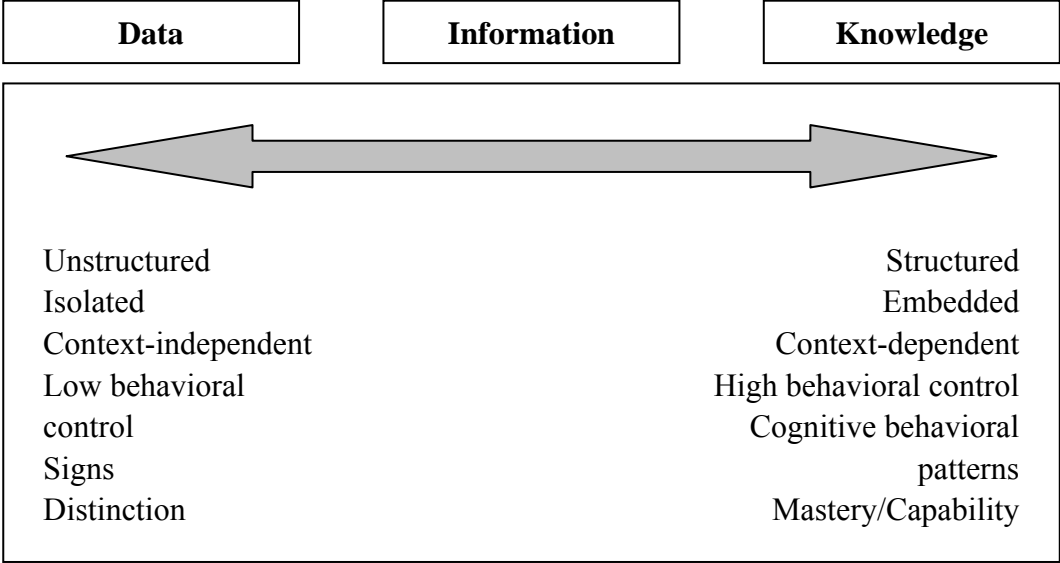 Data
Information
Knowledge
Unstructured
Isolated
Context-independent
Low behavioral
control
Signs
Distinction
Structured
Embedded
Context-dependent
High behavioral control
Cognitive behavioral
patterns
Mastery/Capability